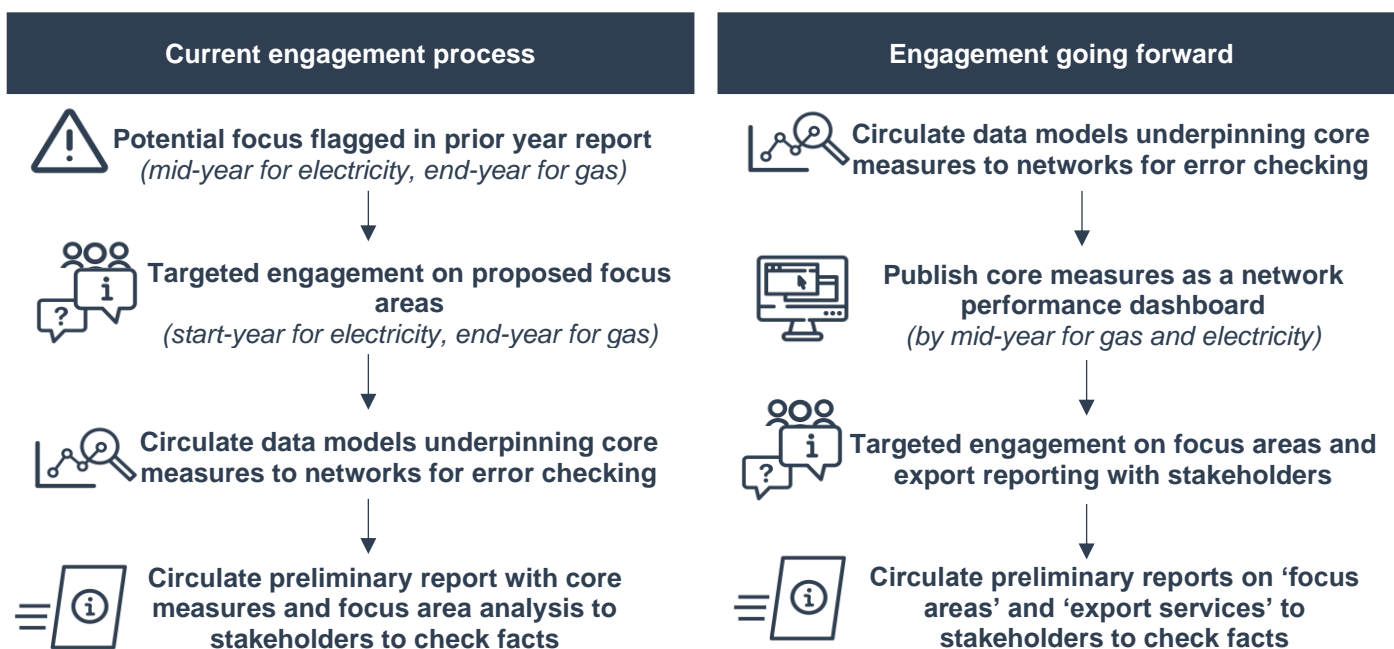 Current engagement process
Potential focus flagged in prior year report
(mid-year for electricity, end-year for gas)
Targeted engagement on proposed focus
areas
(start-year for electricity, end-year for gas)
Circulate data models underpinning core
measures to networks for error checking
Circulate preliminary report with core
measures and focus area analysis to
stakeholders to check facts
Engagement going forward
Circulate data models underpinning core
measures to networks for error checking
Publish core measures as a network
performance dashboard
(by mid-year for gas and electricity)
Targeted engagement on focus areas and
export reporting with stakeholders
Circulate preliminary reports on ‘focus
areas’ and ‘export services’ to
stakeholders to check facts